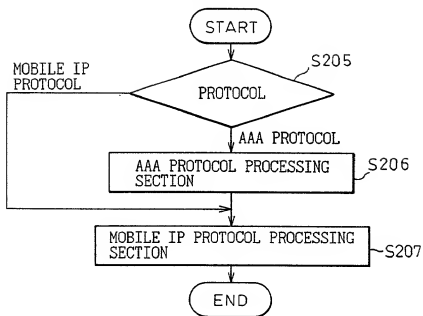 START
S205
MOBILE IP
PROTOCOL
PROTOCOL
AAA PROTOCOL
AAA PROTOCOL PROCESSING
SECTION
S206
MOBILE IP PROTOCOL PROCESSING
SECTION
S207
END